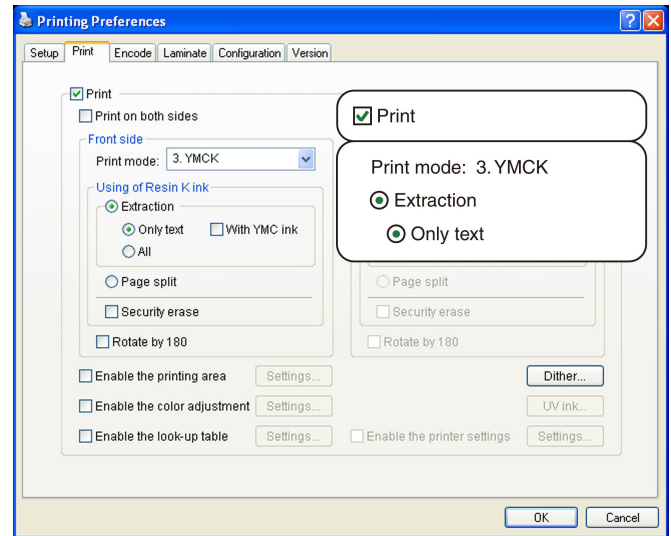 Printing Preferences
Setup Print Encode Laminate Configuration Version
Print
Print on both sides
Front side
Print mode: 3. YMCK
Using of Resin K ink
Extraction
Only text With YMC ink
All
Page split
Security erase
Rotate by 180
Print
Print mode: 3. YMCK
Extraction
Only text
Page split
Security erase
Rotate by 180
Enable the printing area Settings... Dither...
Enable the color adjustment Settings... UV ink...
Enable the look-up table Settings... Enable the printer settings Settings...
OK Cancel